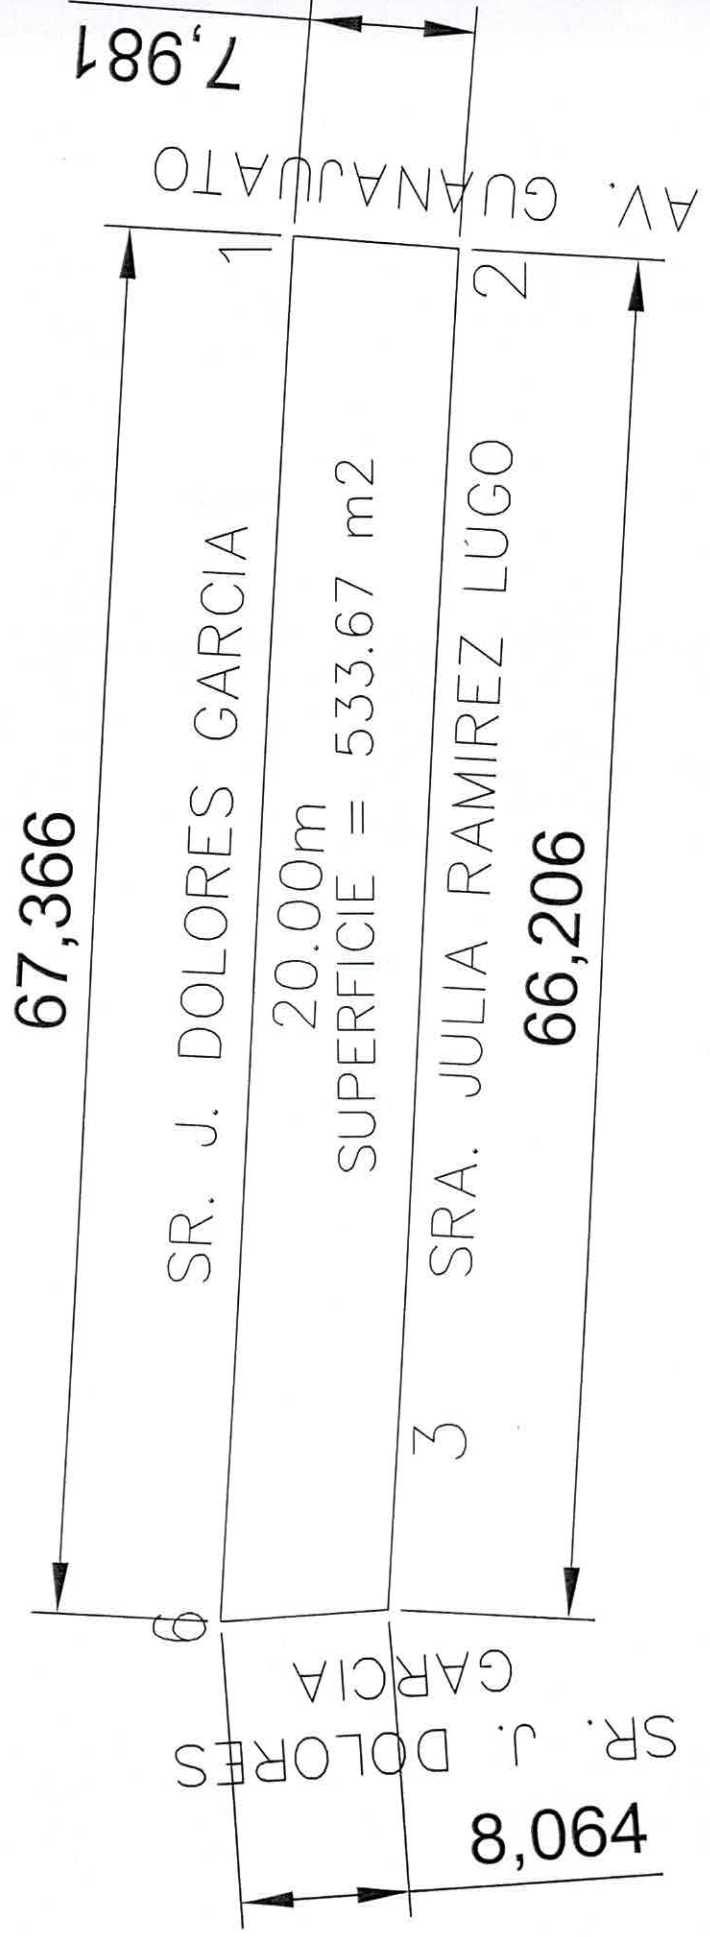 7,981
AV. GUANAJUATO
1
2
67,366
SR. J. DOLORES GARCIA
20.00m
SUPERFICIE = 533.67 m2
SRA. JULIA RAMIREZ LUGO
66,206
3
6
SR. J. DOLORES
GARCIA
8,064